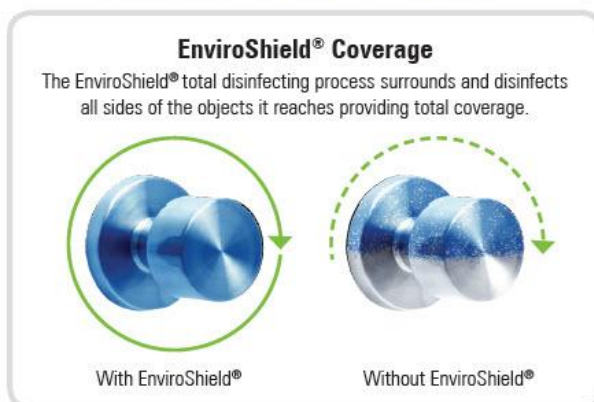 EnviroShield® Coverage
The EnviroShield® total disinfecting process surrounds and disinfects
all sides of the objects it reaches providing total coverage.
With EnviroShield®
Without EnviroShield®